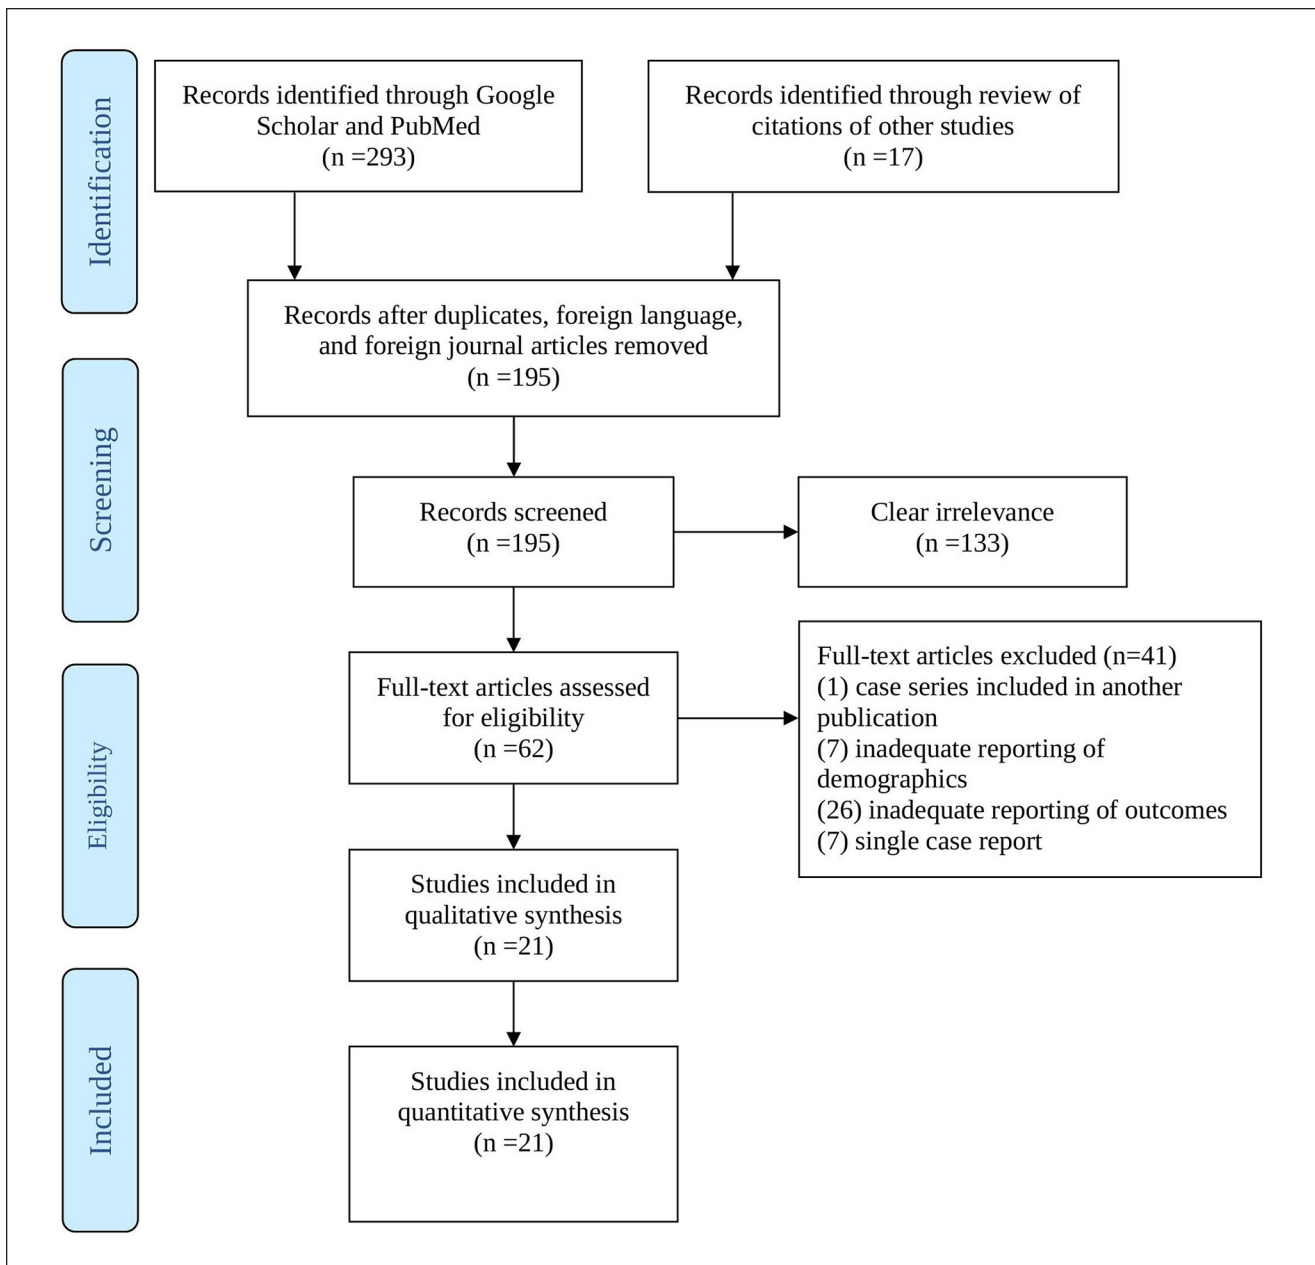 Identification
Records identified through Google
Scholar and PubMed
(n =293)
Records identified through review of
citations of other studies
(n =17)
Records after duplicates, foreign language,
and foreign journal articles removed
(n =195)
Screening
Records screened
(n =195)
Clear irrelevance
(n =133)
Eligibility
Full-text articles assessed
for eligibility
(n =62)
Full-text articles excluded (n=41)
(1) case series included in another
publication
(7) inadequate reporting of
demographics
(26) inadequate reporting of outcomes
(7) single case report
Studies included in
qualitative synthesis
(n =21)
Included
Studies included in
quantitative synthesis
(n =21)